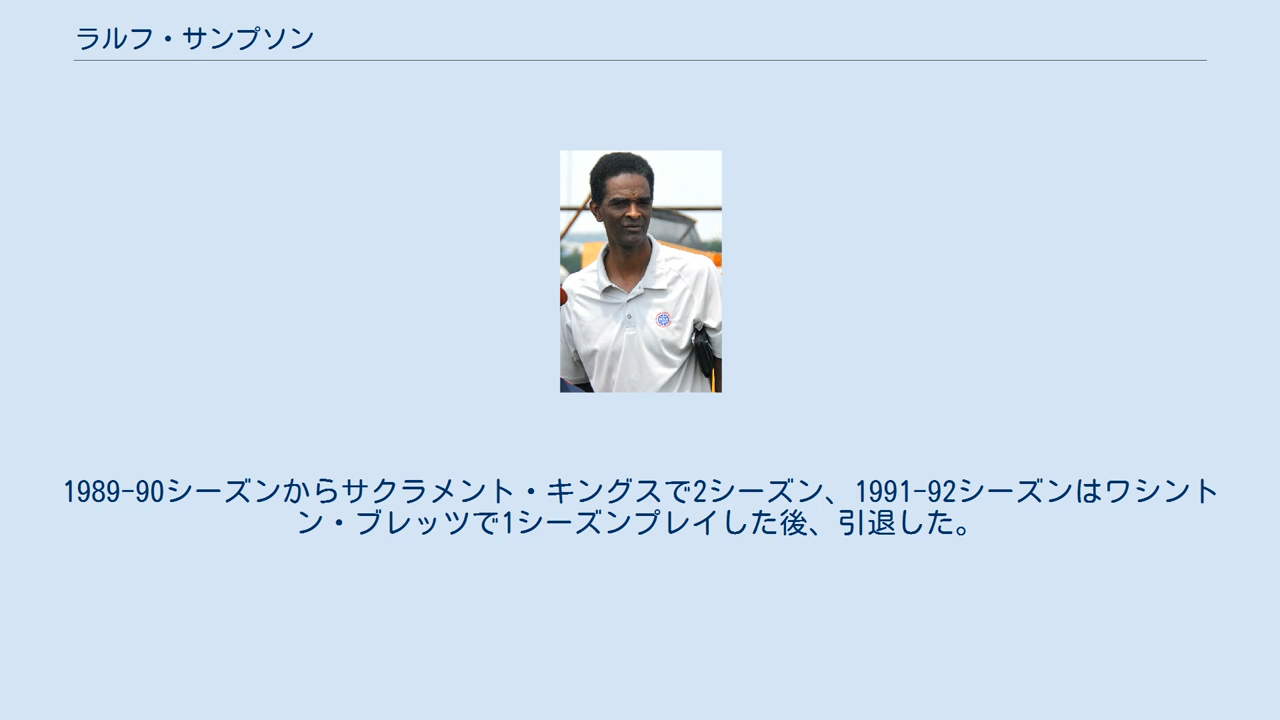 ラルフ・サンプソン
1989-90シーズンからサクラメント・キングスで2シーズン、1991-92シーズンはワシント
ン・ブレッツで1シーズンプレイした後、引退した。